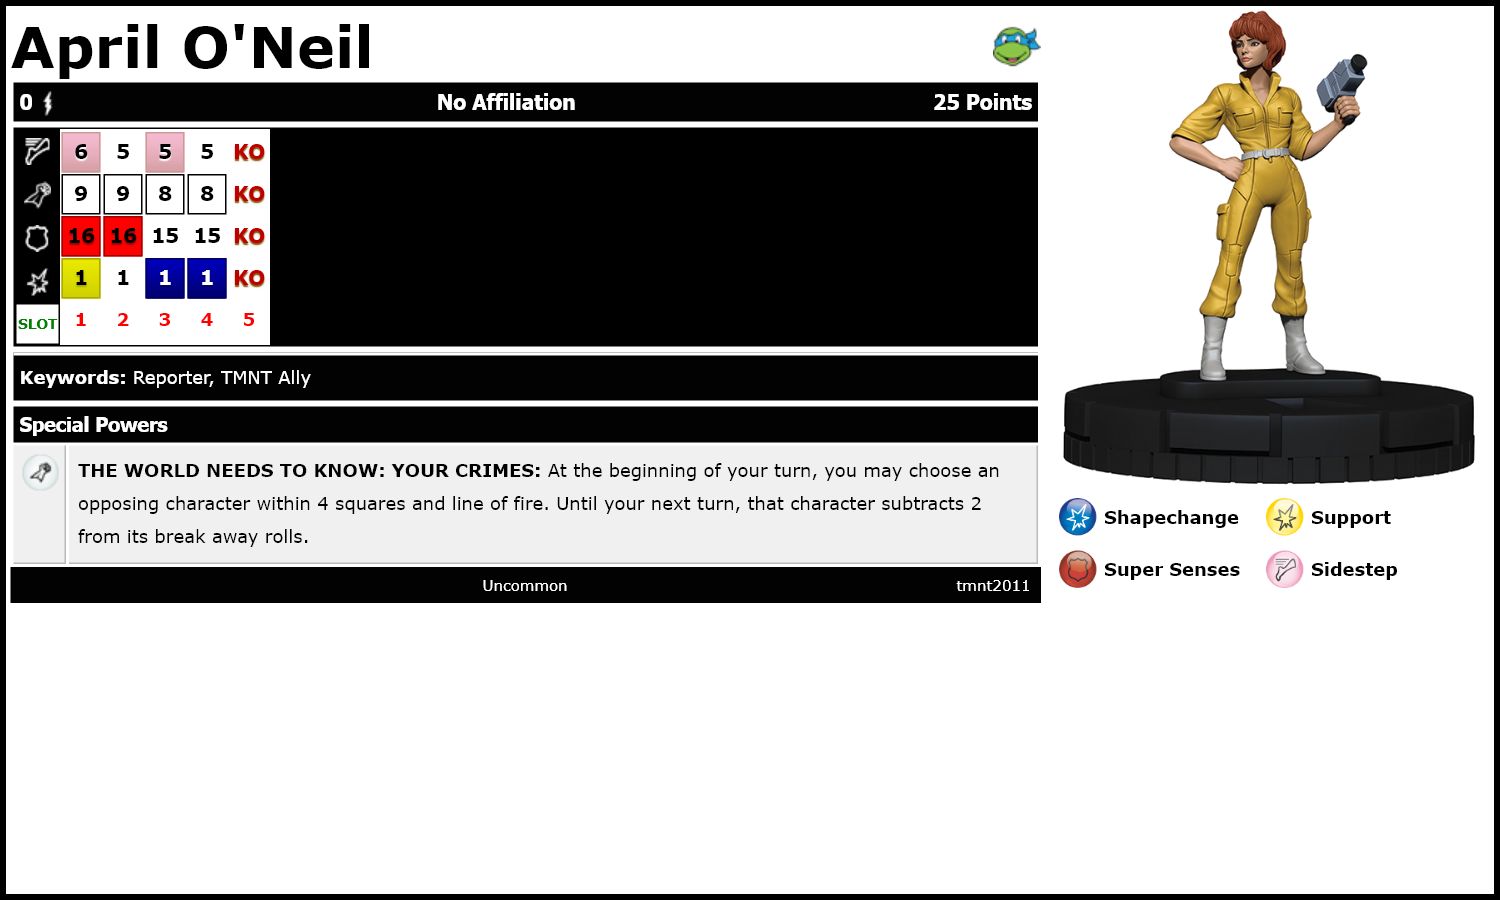 April O'Neil
0 No Affiliation 25 Points
6 5 5 5 KO
9 9 8 8 KO
16 16 15 15 KO
1 1 1 1 KO
SLOT 1 2 3 4 5
Keywords: Reporter, TMNT Ally
Special Powers
THE WORLD NEEDS TO KNOW: YOUR CRIMES: At the beginning of your turn, you may choose an
opposing character within 4 squares and line of fire. Until your next turn, that character subtracts 2
from its break away rolls.
Uncommon tmnt2011
Shapechange Support
Super Senses Sidestep